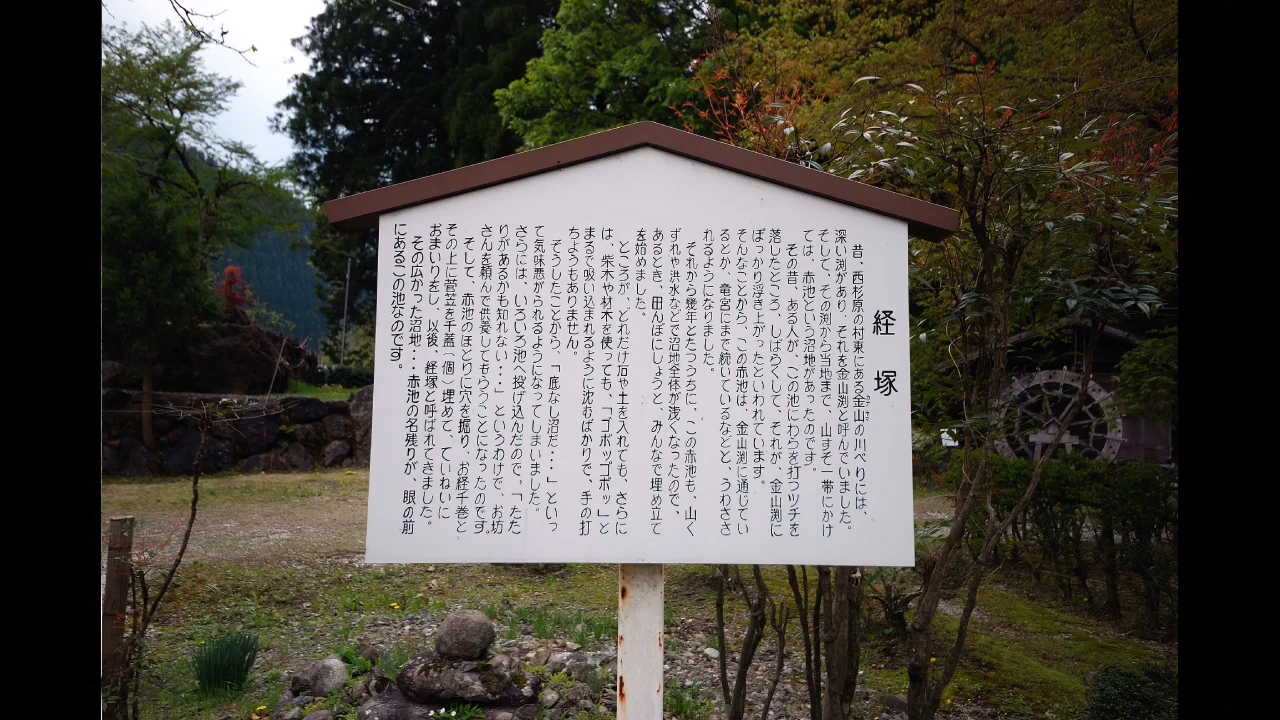 経塚
昔、西杉原の村東にある金山の川べりには、
深い渕があり、それを金山渕と呼んでいました。
そして、その渕から当地まで、山すそ一帯にかけ
ては、赤池という沼地があったのです。
その昔、ある人が、この池にわらを打つツチを
落したところ、しばらくして、それが、金山渕に
ぽっかり浮き上がったといわれています。
そんなことから、この赤池は、金山渕に通じてい
るとか、竜宮にまで続いているなどと、うわささ
れるようになりました。
それから幾年とたつうちに、この赤池も、山く
ずれや洪水などで沼地全体が浅くなったので、
あるとき、田んぼにしようと、みんなで埋め立て
を始めました。
ところが、どれだけ石や土を入れても、さらに
は、柴木や材木を使っても、「ゴボッゴボッ」と
まるで吸い込まれるように沈むばかりで、手の打
ちようもありません。
そうしたことから、「底なし沼だ・・」といっ
て気味悪がられるようになってしまいました。
さらには、いろいろ池へ投げ込んだので、「たた
りがあるかも知れない・・・」というわけで、お坊
さんを頼んで供養してもらうことになったのです。
そして、赤池のほとりに穴を掘り、お経千巻と
その上に菅笠を千蓋（個）埋めて、ていねいに
おまいりをし、以後、経塚と呼ばれてきました。
その広かった沼地・・・赤池の名残りが、眼の前
にあるこの池なのです。